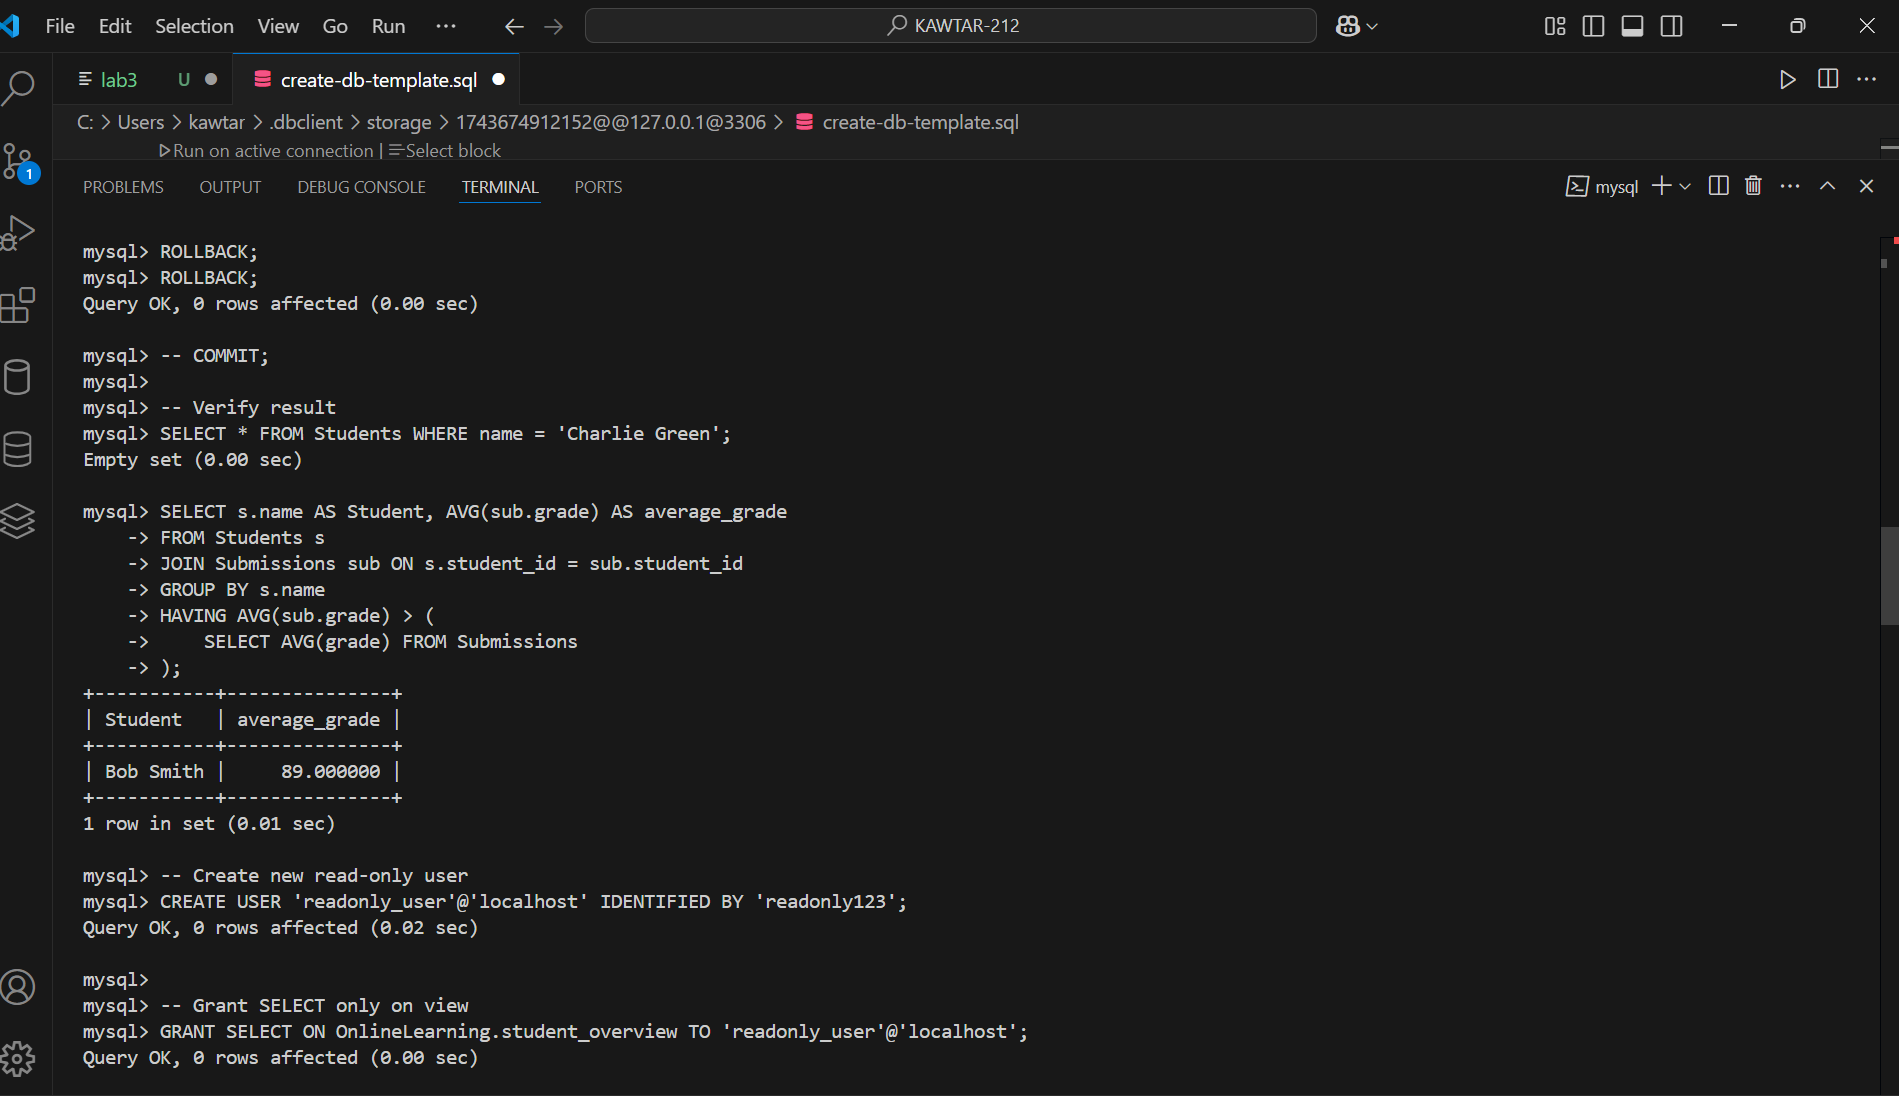 File Edit Selection View Go Run ··· KAWTAR-212
lab3 U create-db-template.sql
C: > Users > kawtar > .dbclient > storage > 1743674912152@@127.0.0.1@3306 > create-db-template.sql
Run on active connection | Select block
1
PROBLEMS OUTPUT DEBUG CONSOLE TERMINAL PORTS mysql
mysql> ROLLBACK;
mysql> ROLLBACK;
Query OK, 0 rows affected (0.00 sec)
mysql> -- COMMIT;
mysql>
mysql> -- Verify result
mysql> SELECT * FROM Students WHERE name = 'Charlie Green';
Empty set (0.00 sec)
mysql> SELECT s.name AS Student, AVG(sub.grade) AS average_grade
    -> FROM Students s
    -> JOIN Submissions sub ON s.student_id = sub.student_id
    -> GROUP BY s.name
    -> HAVING AVG(sub.grade) > (
    ->     SELECT AVG(grade) FROM Submissions
    -> );
+-----------+---------------+
| Student   | average_grade |
+-----------+---------------+
| Bob Smith |     89.000000 |
+-----------+---------------+
1 row in set (0.01 sec)
mysql> -- Create new read-only user
mysql> CREATE USER 'readonly_user'@'localhost' IDENTIFIED BY 'readonly123';
Query OK, 0 rows affected (0.02 sec)
mysql>
mysql> -- Grant SELECT only on view
mysql> GRANT SELECT ON OnlineLearning.student_overview TO 'readonly_user'@'localhost';
Query OK, 0 rows affected (0.00 sec)